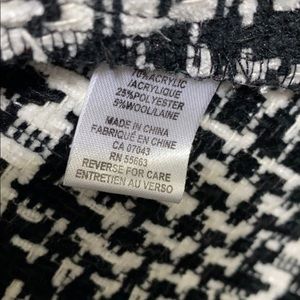 70%ACRYLIC
/ACRYLIQUE
25%POLYESTER
5%WOOL/LAINE
MADE IN CHINA
FABRIQUÉ EN CHINE
CA 07043
RN 55663
REVERSE FOR CARE
ENTRETIEN AU VERSO